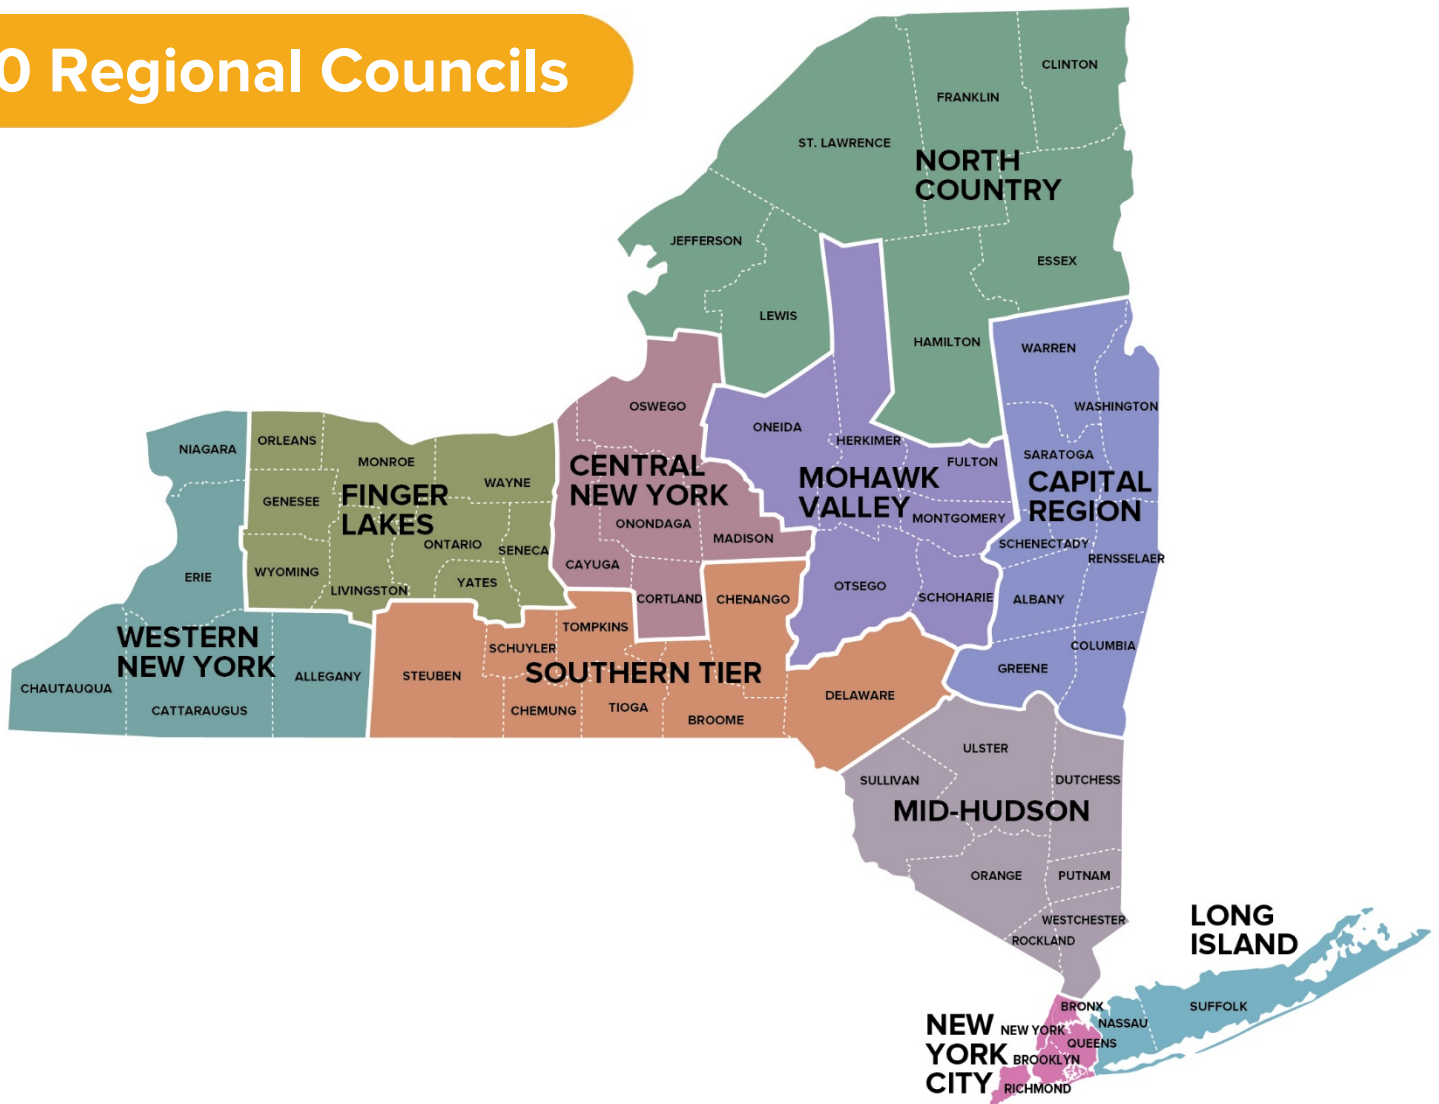 0 Regional Councils
CLINTON
FRANKLIN
ST. LAWRENCE
NORTH
COUNTRY
JEFFERSON
ESSEX
LEWIS
HAMILTON
WARREN
WASHINGTON
SARATOGA
CAPITAL
REGION
SCHENECTADY
RENSSELAER
ALBANY
COLUMBIA
GREENE
ONEIDA
HERKIMER
FULTON
MOHAWK
VALLEY
MONTGOMERY
OTSEGO
SCHOHARIE
OSWEGO
CENTRAL
NEW YORK
ONONDAGA
MADISON
CAYUGA
CORTLAND
ORLEANS
MONROE
WAYNE
GENESEE
FINGER
LAKES
ONTARIO
SENECA
WYOMING
YATES
LIVINGSTON
NIAGARA
ERIE
WESTERN
NEW YORK
ALLEGANY
CHAUTAUQUA
CATTARAUGUS
CHENANGO
TOMPKINS
SCHUYLER
SOUTHERN TIER
STEUBEN
CHEMUNG
TIOGA
BROOME
DELAWARE
ULSTER
SULLIVAN
DUTCHESS
MID-HUDSON
ORANGE
PUTNAM
WESTCHESTER
ROCKLAND
LONG
ISLAND
SUFFOLK
NASSAU
NEW
YORK
CITY
BRONX
NEW YORK
QUEENS
BROOKLYN
RICHMOND